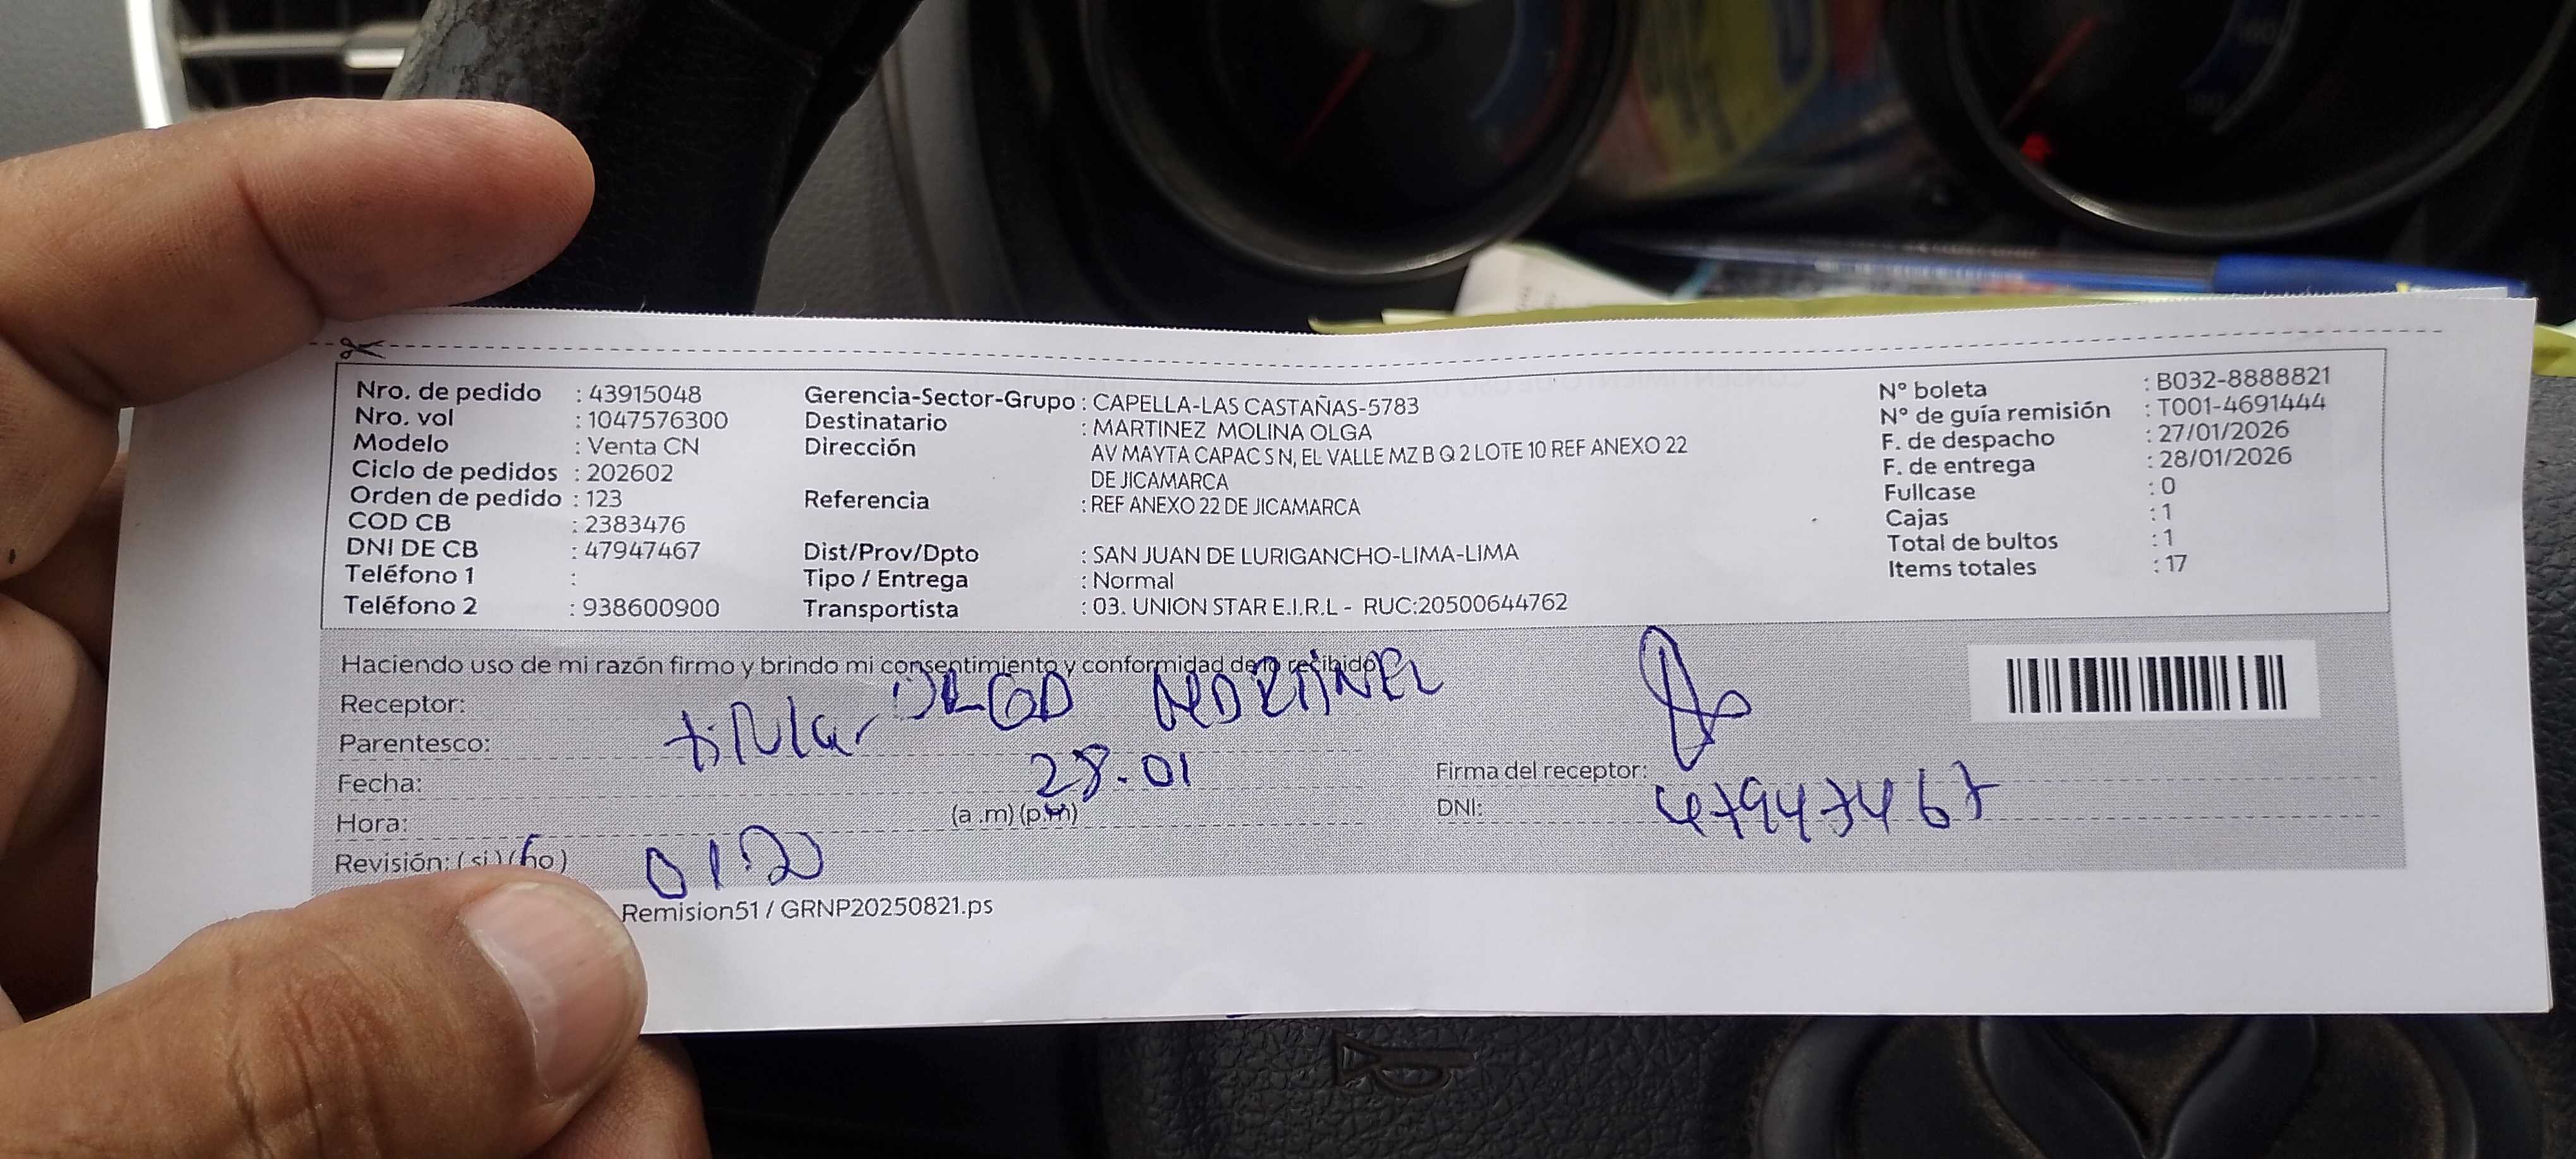 Nro. de pedido : 43915048
Nro. vol : 1047576300
Modelo : Venta CN
Ciclo de pedidos : 202602
Orden de pedido : 123
COD CB : 2383476
DNI DE CB : 47947467
Teléfono 1 :
Teléfono 2 : 938600900
Gerencia-Sector-Grupo : CAPELLA-LAS CASTAÑAS-5783
Destinatario : MARTINEZ MOLINA OLGA
Dirección AV MAYTA CAPAC S N, EL VALLE MZ B Q 2 LOTE 10 REF ANEXO 22
DE JICAMARCA
Referencia : REF ANEXO 22 DE JICAMARCA
Dist/Prov/Dpto : SAN JUAN DE LURIGANCHO-LIMA-LIMA
Tipo / Entrega : Normal
Transportista : 03. UNION STAR E.I.R.L - RUC:20500644762
N° boleta : B032-8888821
N° de guía remisión : T001-4691444
F. de despacho : 27/01/2026
F. de entrega : 28/01/2026
Fullcase : 0
Cajas : 1
Total de bultos : 1
Items totales : 17
Haciendo uso de mi razón firmo y brindo mi consentimiento y conformidad de lo recibido
Receptor: OLGA MARTINEZ
Parentesco: titular
Fecha: 28.01
Hora: (a.m) (p.m)
Revisión: (si) (no) 01:20
Firma del receptor:
DNI: 47947467
Remision51 / GRNP20250821.ps